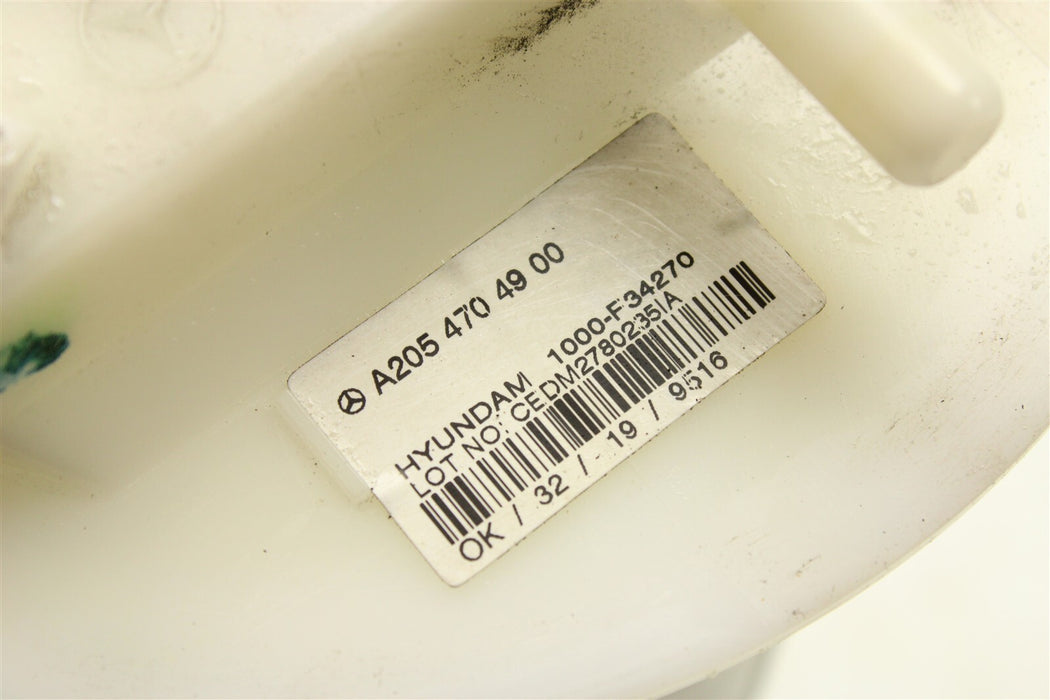 A205 470 49 00
HYUNDAM 1000-F34270
LOT NO: CEDM2780235IA
OK / 32 / 19 / 9516